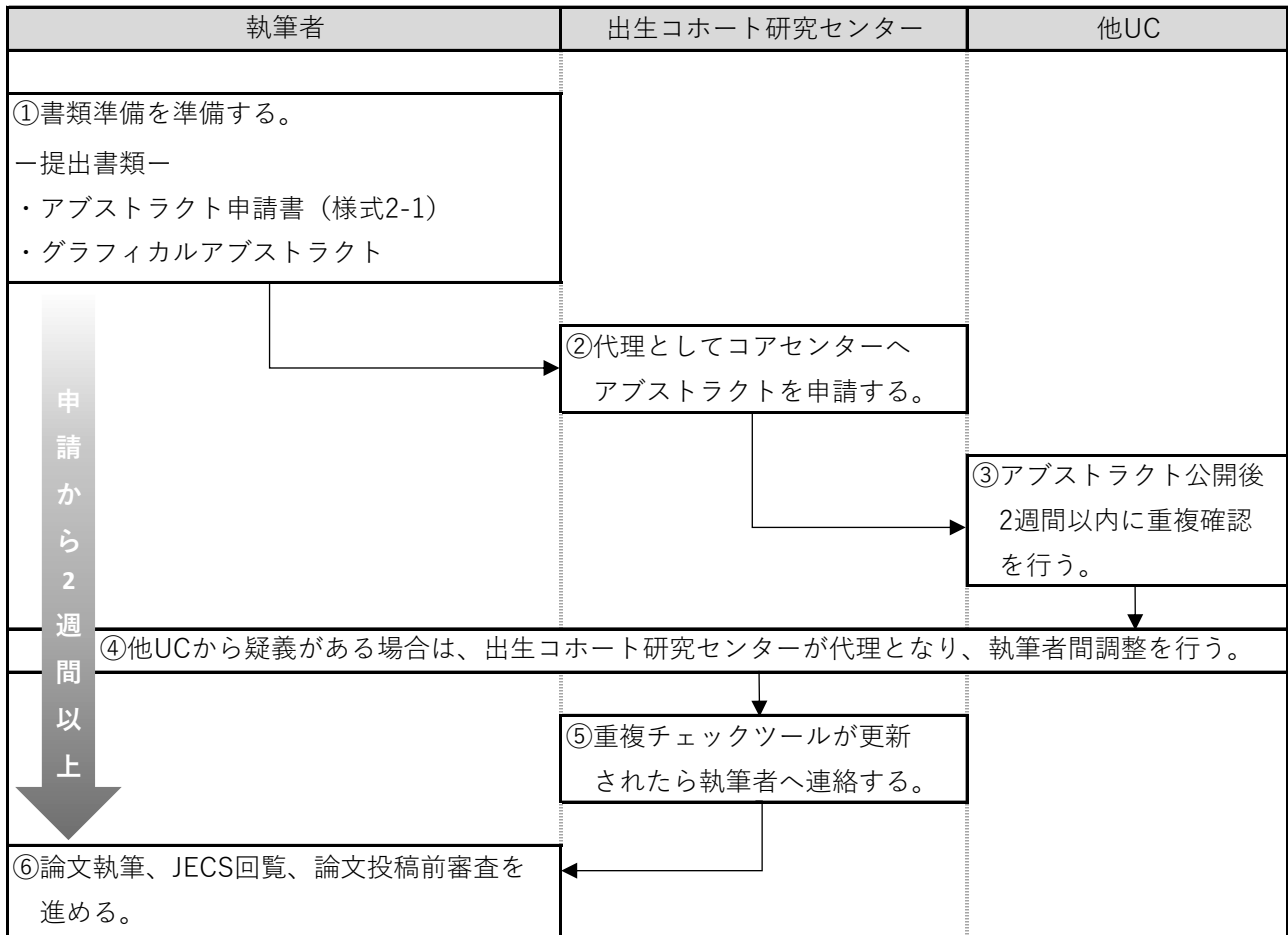 執筆者
出生コホート研究センター
他UC
①書類準備を準備する。
ー提出書類ー
・アブストラクト申請書（様式2-1）
・グラフィカルアブストラクト
②代理としてコアセンターへ
アブストラクトを申請する。
③アブストラクト公開後
2週間以内に重複確認
を行う。
申請から2週間以上
④他UCから疑義がある場合は、出生コホート研究センターが代理となり、執筆者間調整を行う。
⑤重複チェックツールが更新
されたら執筆者へ連絡する。
⑥論文執筆、JECS回覧、論文投稿前審査を
進める。